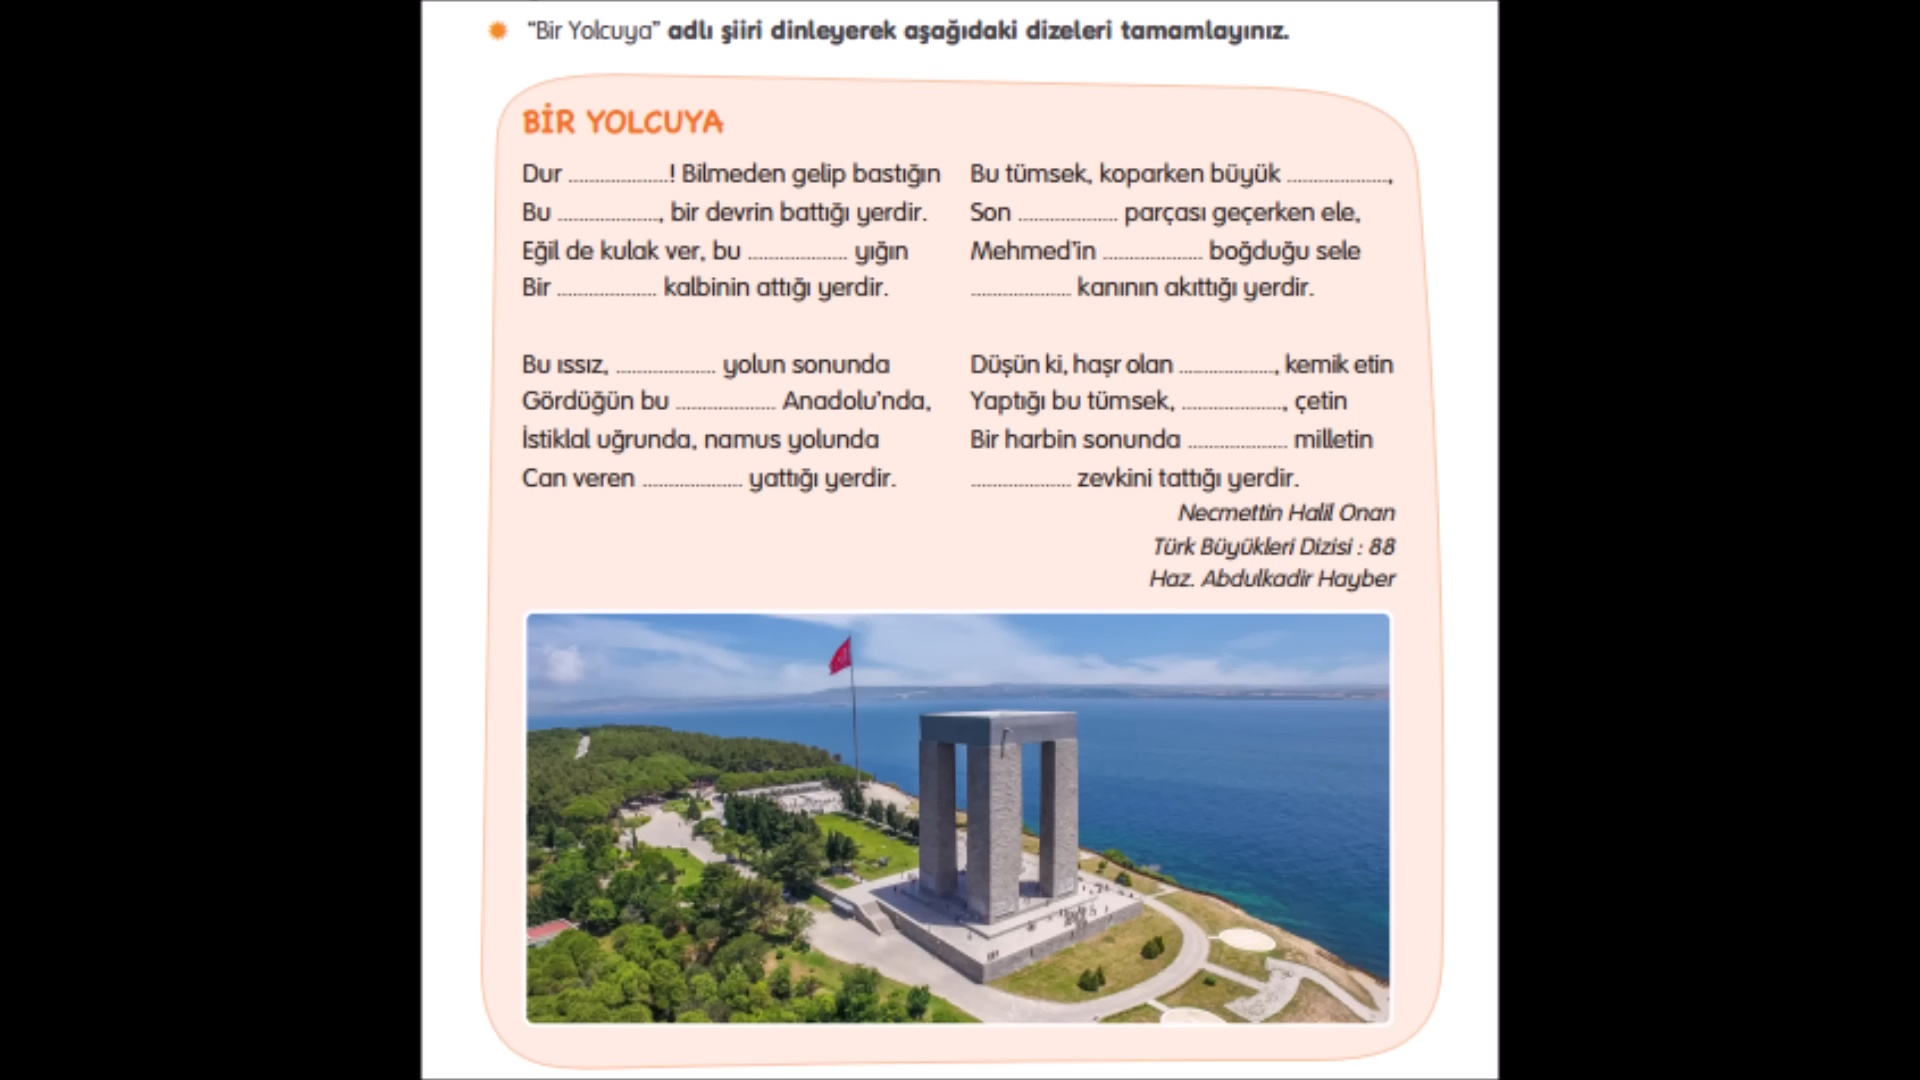 "Bir Yolcuya" adlı şiiri dinleyerek aşağıdaki dizeleri tamamlayınız.
BİR YOLCUYA
Dur ....................! Bilmeden gelip bastığın
Bu ...................., bir devrin battığı yerdir.
Eğil de kulak ver, bu .................... yığın
Bir .................... kalbinin attığı yerdir.
Bu ıssız, .................... yolun sonunda
Gördüğün bu .................... Anadolu'nda,
İstiklal uğrunda, namus yolunda
Can veren .................... yattığı yerdir.
Bu tümsek, koparken büyük ....................,
Son .................... parçası geçerken ele,
Mehmed'in .................... boğduğu sele
.................... kanının akıttığı yerdir.
Düşün ki, haşr olan ...................., kemik etin
Yaptığı bu tümsek, ...................., çetin
Bir harbin sonunda .................... milletin
.................... zevkini tattığı yerdir.
Necmettin Halil Onan
Türk Büyükleri Dizisi : 88
Haz. Abdulkadir Hayber